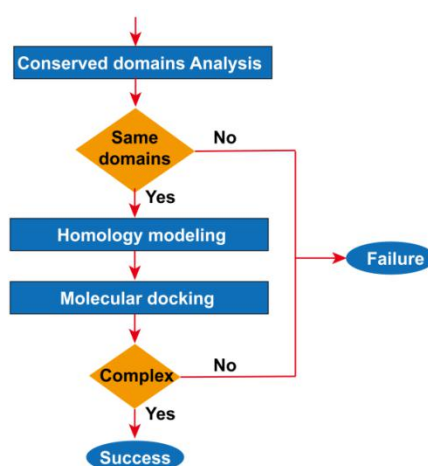 Conserved domains Analysis
Same
domains
No
Yes
Homology modeling
Failure
Molecular docking
Complex
No
Yes
Success